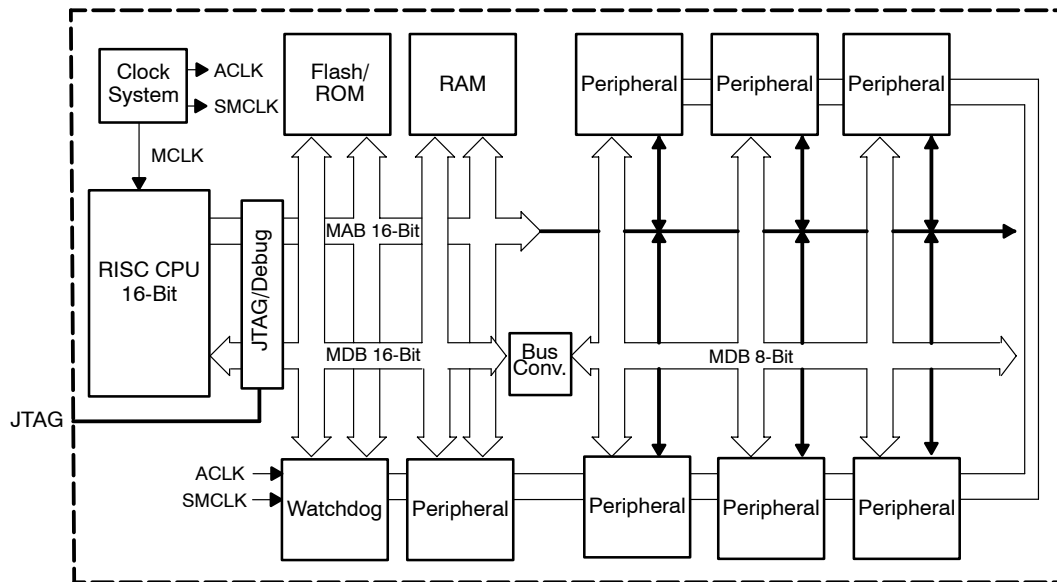 Clock
System
ACLK
SMCLK
MCLK
Flash/
ROM
RAM
Peripheral
Peripheral
Peripheral
RISC CPU
16-Bit
JTAG/Debug
MAB 16-Bit
MDB 16-Bit
Bus
Conv.
MDB 8-Bit
JTAG
ACLK
SMCLK
Watchdog
Peripheral
Peripheral
Peripheral
Peripheral